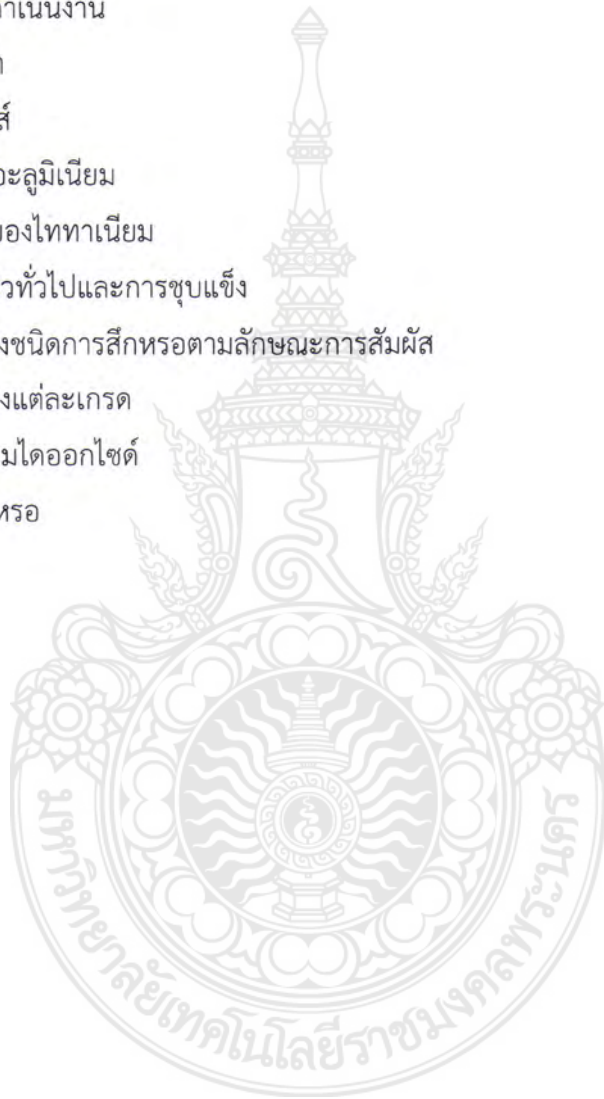 าเนินงาน
า
ส์
อะลูมิเนียม
ของไททาเนียม
วทั่วไปและการชุบแข็ง
งชนิดการสึกหรอตามลักษณะการสัมผัส
งแต่ละเกรด
มไดออกไซด์
หรอ
มหาวิทยาลัยเทคโนโลยีราชมงคลพระนคร